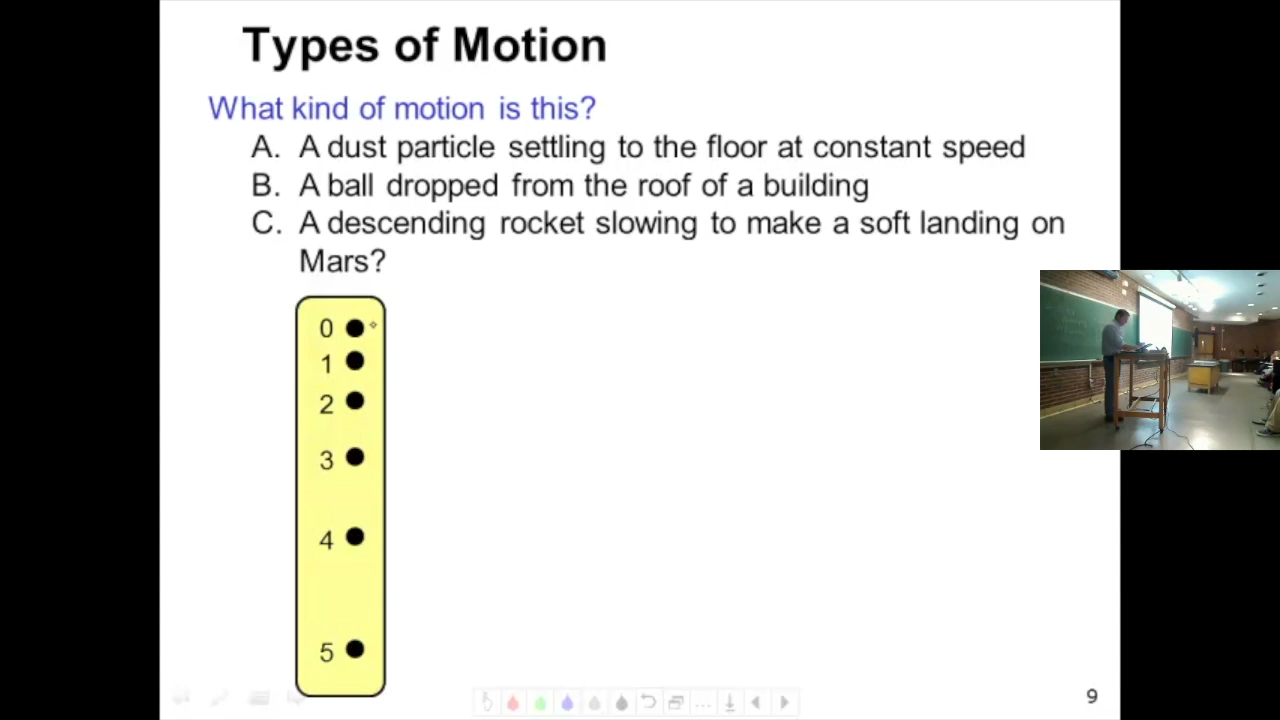 Types of Motion
What kind of motion is this?
A. A dust particle settling to the floor at constant speed
B. A ball dropped from the roof of a building
C. A descending rocket slowing to make a soft landing on
Mars?
0
1
2
3
4
5
9